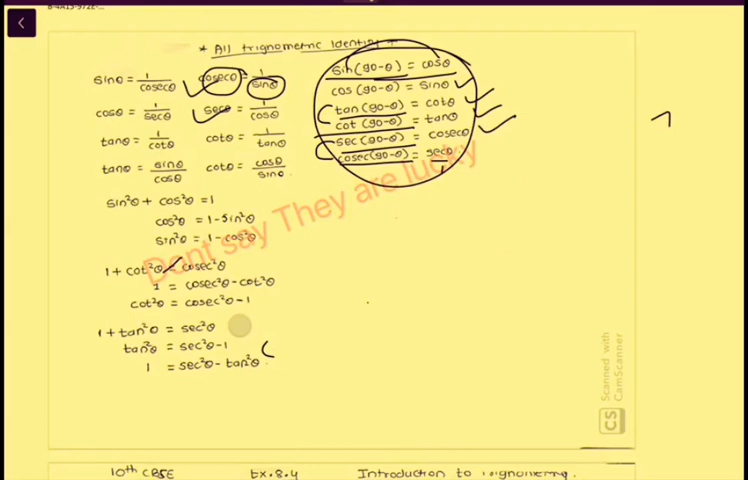 * All trignometric Identity *
sinθ = 1/cosecθ cosecθ = 1/sinθ
cosθ = 1/secθ secθ = 1/cosθ
tanθ = 1/cotθ cotθ = 1/tanθ
tanθ = sinθ/cosθ cotθ = cosθ/sinθ
sin²θ + cos²θ = 1
cos²θ = 1-sin²θ
sin²θ = 1-cos²θ
1 + cot²θ = cosec²θ
1 = cosec²θ-cot²θ
cot²θ = cosec²θ-1
1 + tan²θ = sec²θ
tan²θ = sec²θ-1
1 = sec²θ-tan²θ
sin(90-θ) = cosθ
cos(90-θ) = sinθ
tan(90-θ) = cotθ
cot(90-θ) = tanθ
sec(90-θ) = cosecθ
cosec(90-θ) = secθ
Dont say They are lucky
CS Scanned with
CamScanner
10th CBSE Ex.8.4 Introduction to